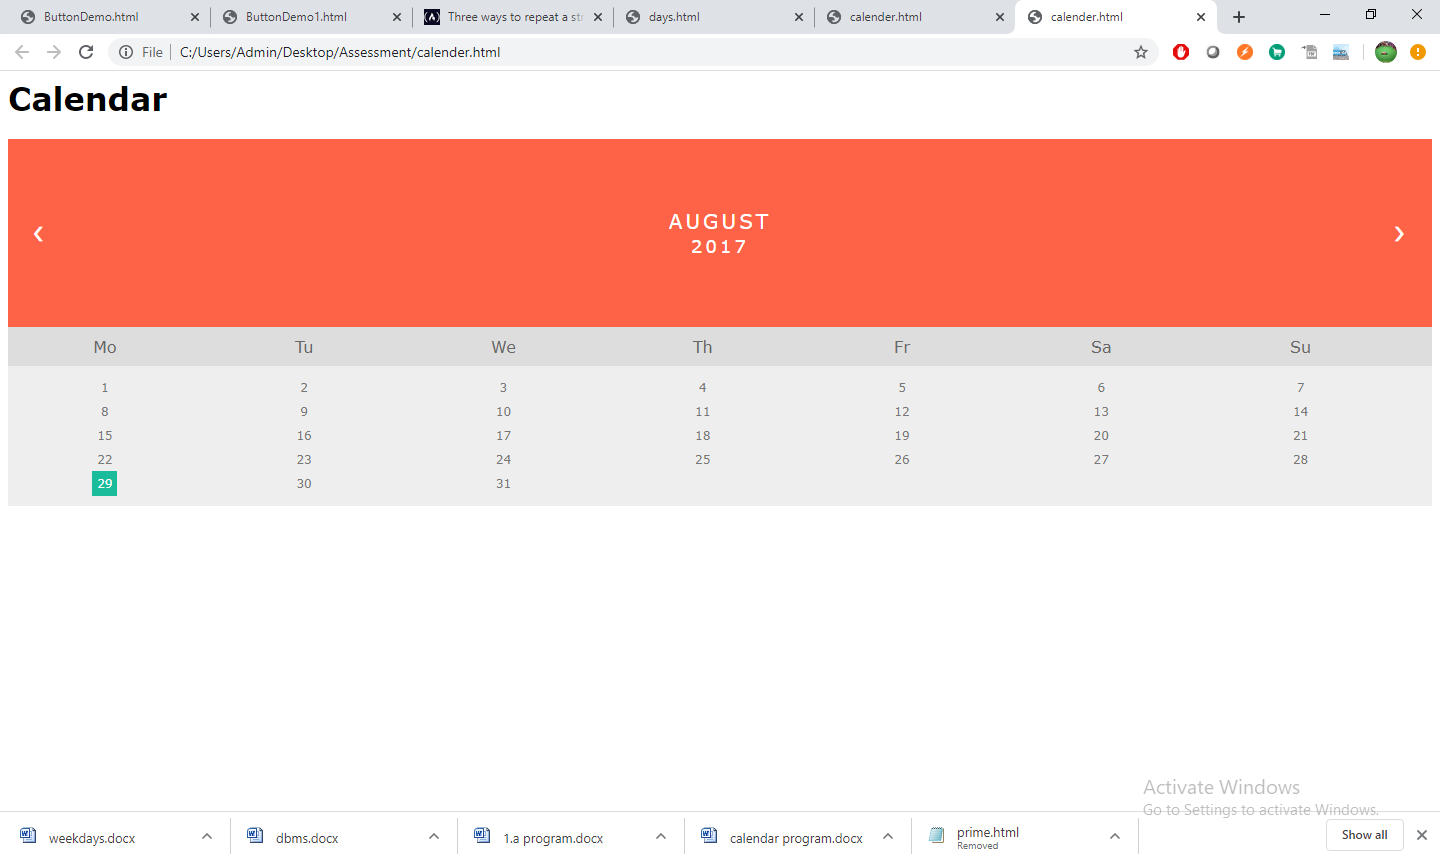 ButtonDemo.html ButtonDemo1.html Three ways to repeat a str days.html calender.html calender.html
File C:/Users/Admin/Desktop/Assessment/calender.html
Calendar
AUGUST
❮ ❯
2017
Mo Tu We Th Fr Sa Su
1 2 3 4 5 6 7
8 9 10 11 12 13 14
15 16 17 18 19 20 21
22 23 24 25 26 27 28
29 30 31
Activate Windows
Go to Settings to activate Windows.
weekdays.docx dbms.docx 1.a program.docx calendar program.docx prime.html Show all
Removed